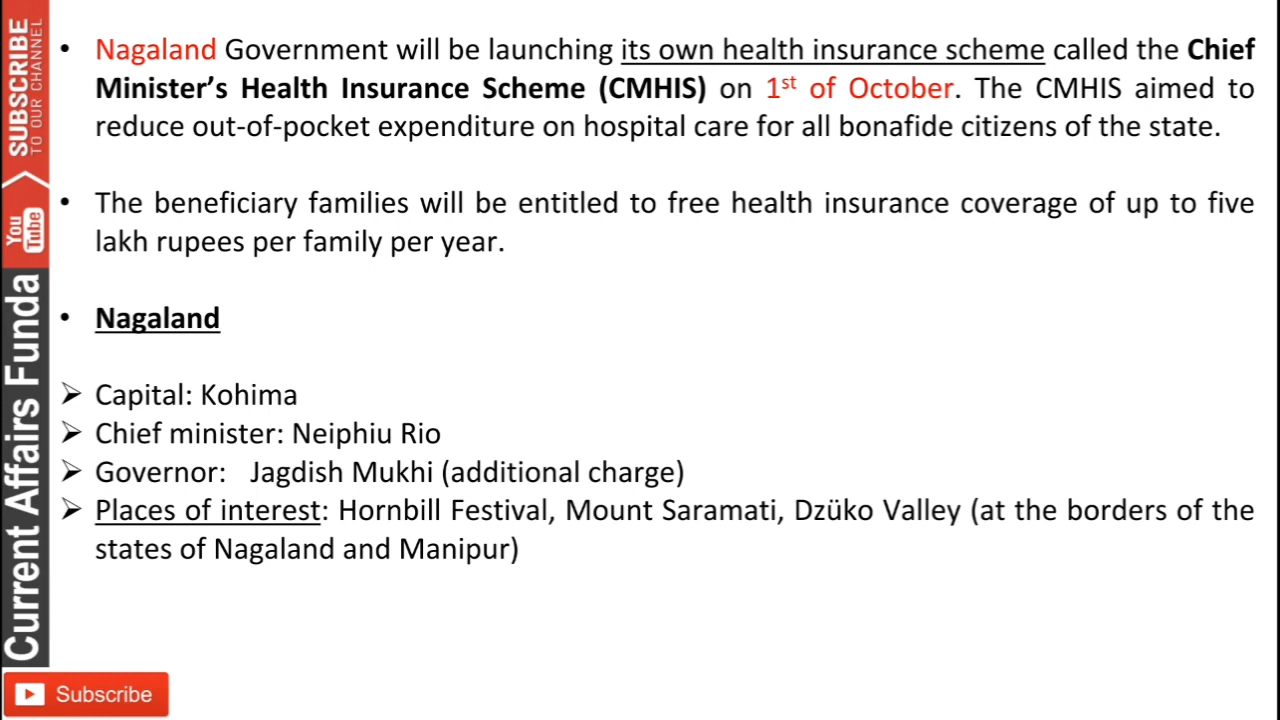 SUBSCRIBE
TO OUR CHANNEL
You
Tube
Current Affairs Funda
• Nagaland Government will be launching its own health insurance scheme called the Chief
Minister’s Health Insurance Scheme (CMHIS) on 1st of October. The CMHIS aimed to
reduce out-of-pocket expenditure on hospital care for all bonafide citizens of the state.
• The beneficiary families will be entitled to free health insurance coverage of up to five
lakh rupees per family per year.
• Nagaland
➢ Capital: Kohima
➢ Chief minister: Neiphiu Rio
➢ Governor: Jagdish Mukhi (additional charge)
➢ Places of interest: Hornbill Festival, Mount Saramati, Dzüko Valley (at the borders of the
states of Nagaland and Manipur)
Subscribe